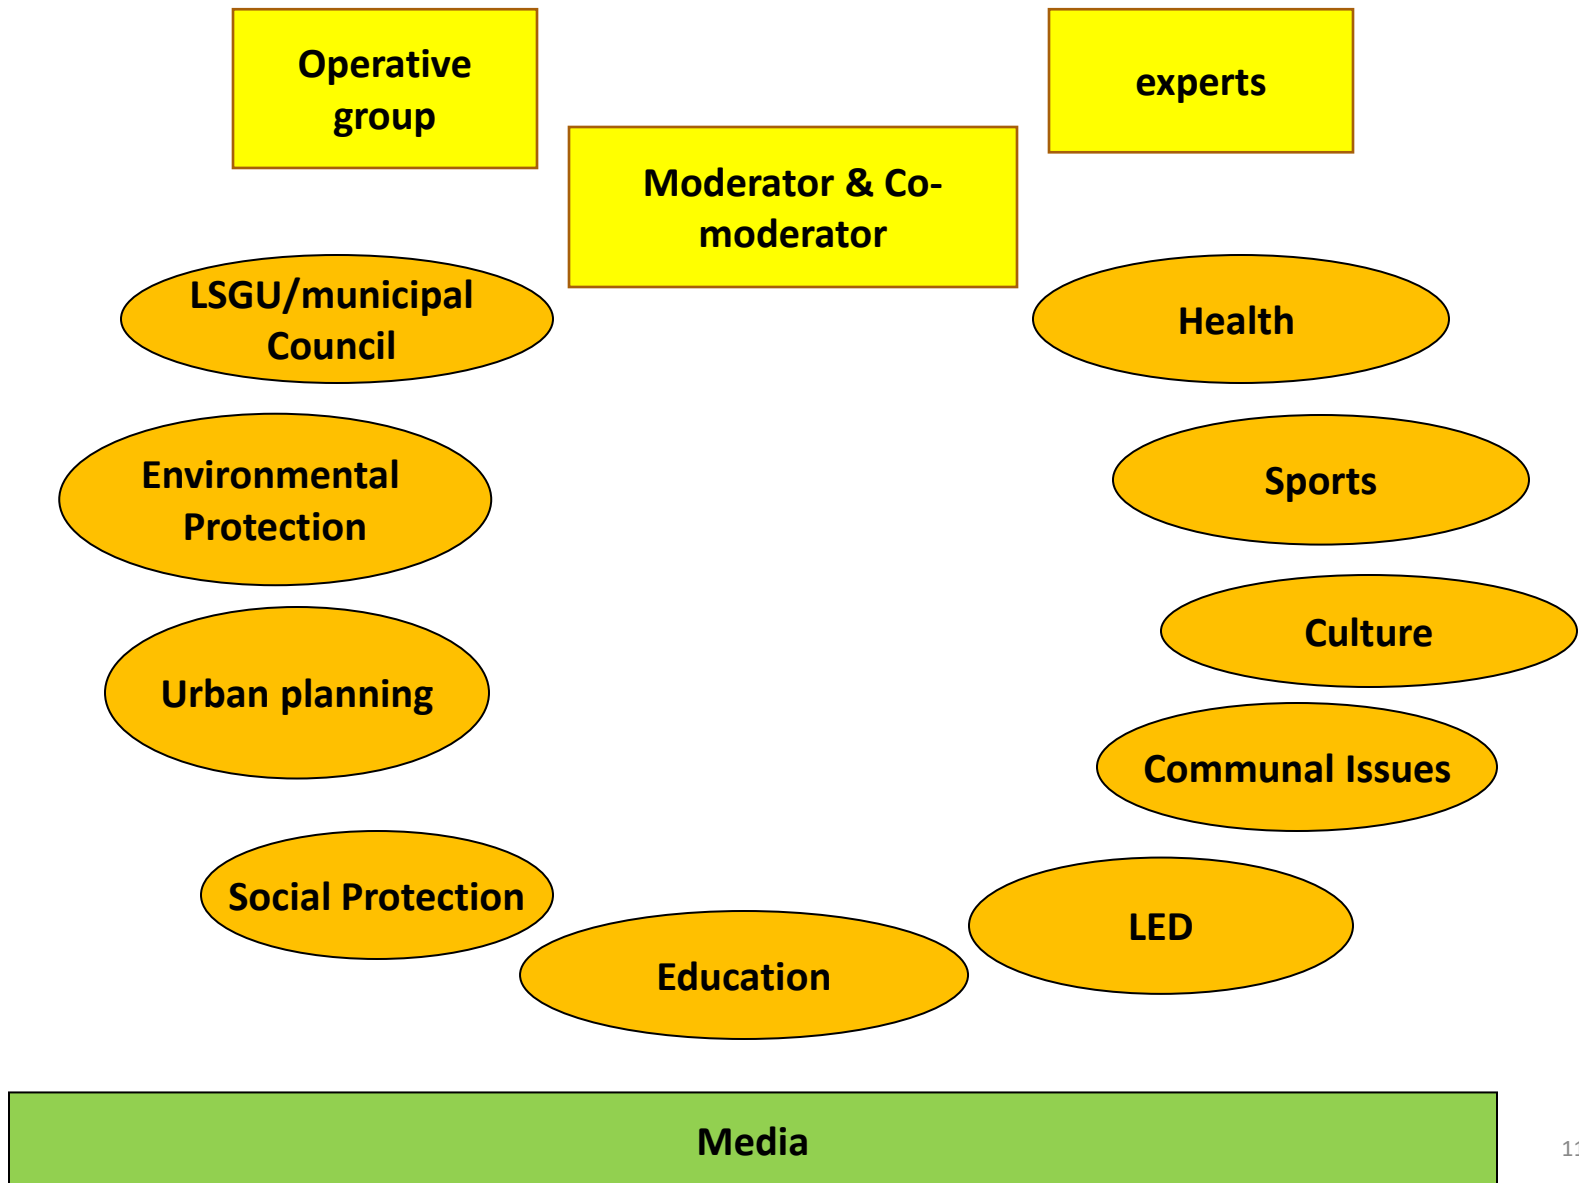 Operative
group
experts
Moderator & Co-
moderator
LSGU/municipal
Council
Health
Environmental
Protection
Sports
Culture
Urban planning
Communal Issues
Social Protection
LED
Education
Media
11